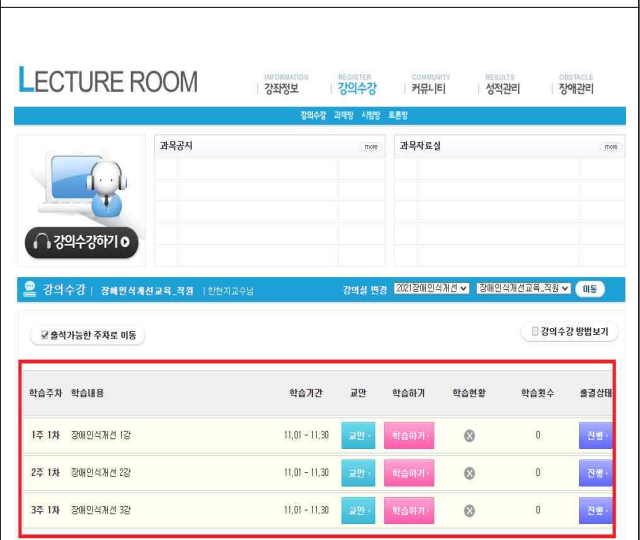 LECTURE ROOM
INFORMATION REGISTER COMMUNITY RESULTS OBSTACLE
강좌정보 강의수강 커뮤니티 성적관리 장애관리
강의수강 과제방 시험방 토론방
과목공지 more 과목자료실 more
강의수강하기
강의수강 장애인식개선교육_직원 한현지교수님 강의실 변경 2021장애인식개선 장애인식개선교육_직원 이동
출석가능한 주차로 이동 강의수강 방법보기
학습주차 학습내용 학습기간 교안 학습하기 학습현황 학습횟수 출결상태
1주 1차 장애인식개선 1강 11.01 - 11.30 교안 학습하기 0 진행
2주 1차 장애인식개선 2강 11.01 - 11.30 교안 학습하기 0 진행
3주 1차 장애인식개선 3강 11.01 - 11.30 교안 학습하기 0 진행